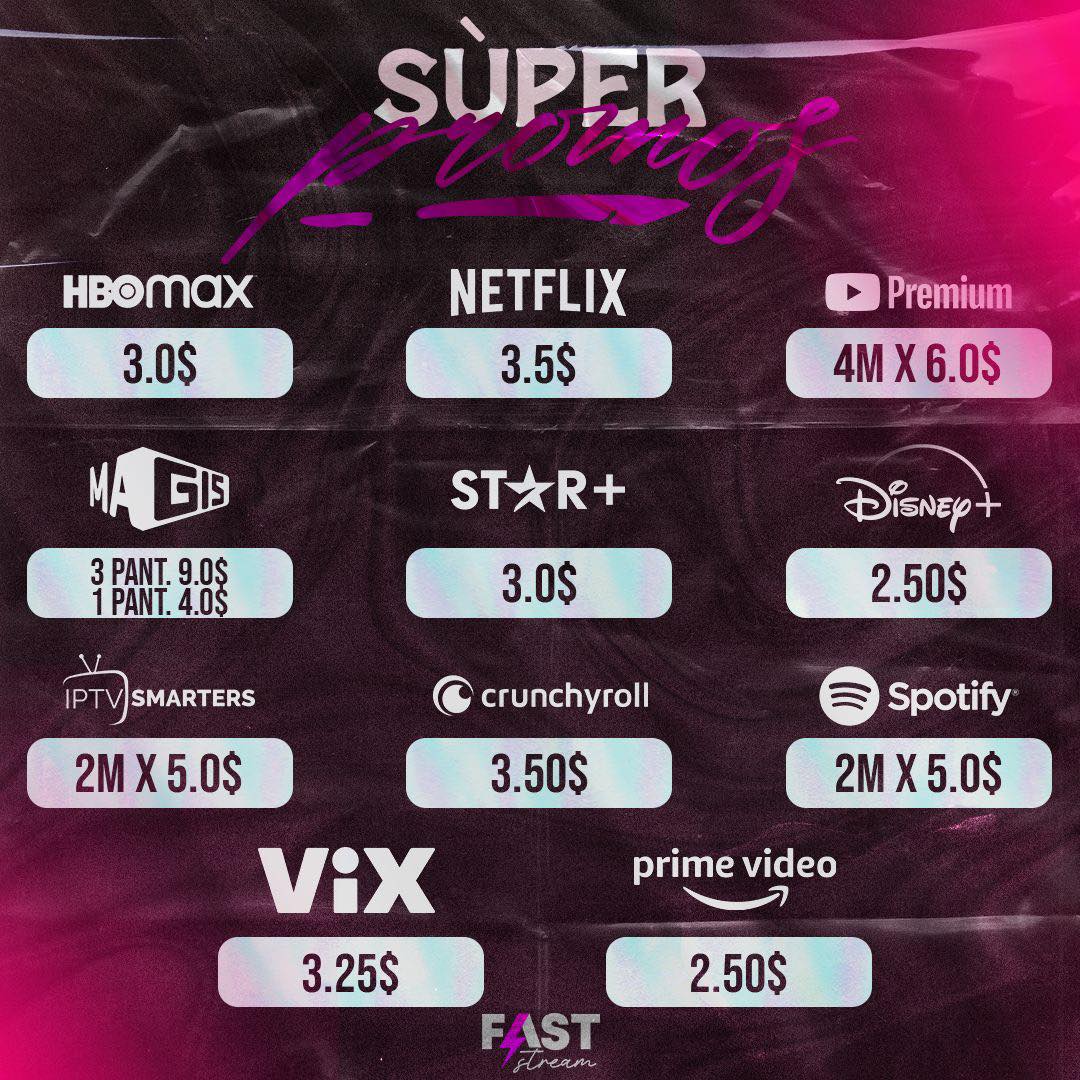 SÙPER
promos
HBOmax
NETFLIX
Premium
3.0$
3.5$
4M X 6.0$
MAGIS
STAR+
Disney+
3 PANT. 9.0$
1 PANT. 4.0$
3.0$
2.50$
IPTV SMARTERS
crunchyroll
Spotify®
2M X 5.0$
3.50$
2M X 5.0$
ViX
prime video
3.25$
2.50$
FAST
stream